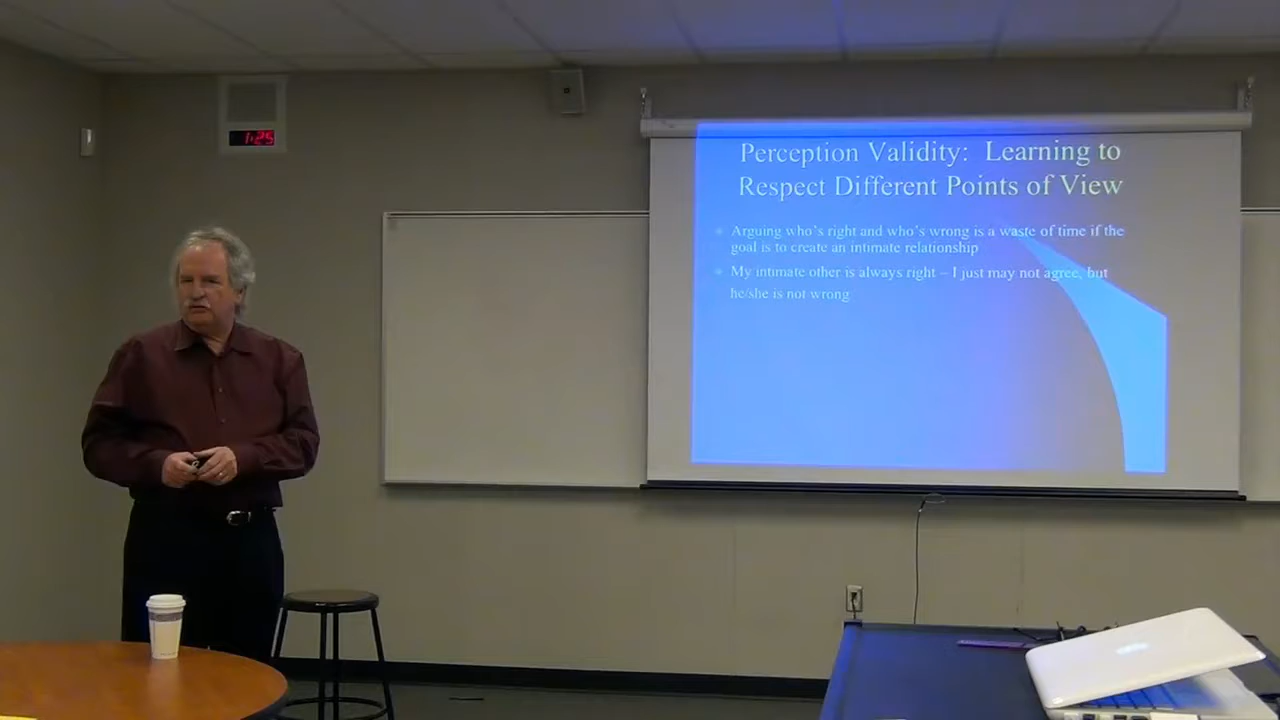 1:25
Perception Validity: Learning to
Respect Different Points of View
Arguing who's right and who's wrong is a waste of time if the
goal is to create an intimate relationship
My intimate other is always right – I just may not agree, but
he/she is not wrong